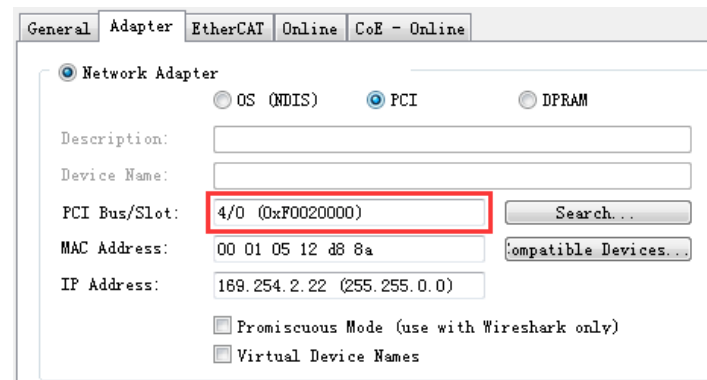 General Adapter EtherCAT Online CoE - Online
Network Adapter
OS (NDIS) PCI DPRAM
Description:
Device Name:
PCI Bus/Slot: 4/0 (0xF0020000) Search...
MAC Address: 00 01 05 12 d8 8a ompatible Devices...
IP Address: 169.254.2.22 (255.255.0.0)
Promiscuous Mode (use with Wireshark only)
Virtual Device Names